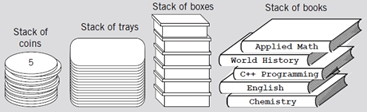 Stack of
coins
5
Stack of trays
Stack of boxes
Stack of books
Applied Math
World History
C++ Programming
English
Chemistry